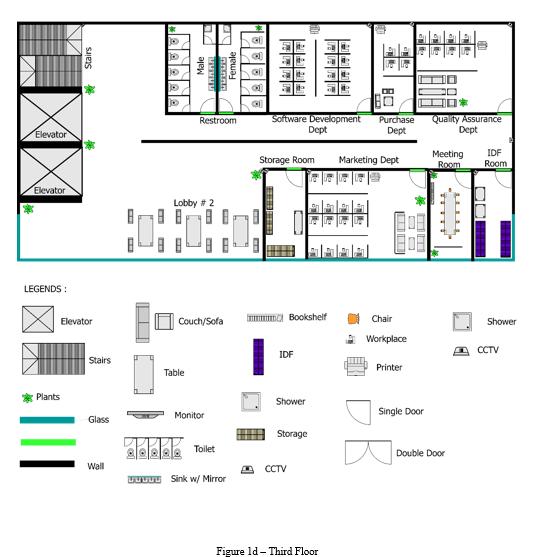 Stairs
Elevator
Elevator
Male
Female
Restroom
Software Development
Dept
Purchase
Dept
Quality Assurance
Dept
Storage Room
Marketing Dept
Meeting
Room
IDF
Room
Lobby # 2
LEGENDS :
Elevator
Couch/Sofa
Bookshelf
Chair
Shower
Stairs
IDF
Workplace
CCTV
Table
Printer
Plants
Glass
Monitor
Shower
Single Door
Toilet
Storage
Wall
Sink w/ Mirror
CCTV
Double Door
Figure 1d – Third Floor